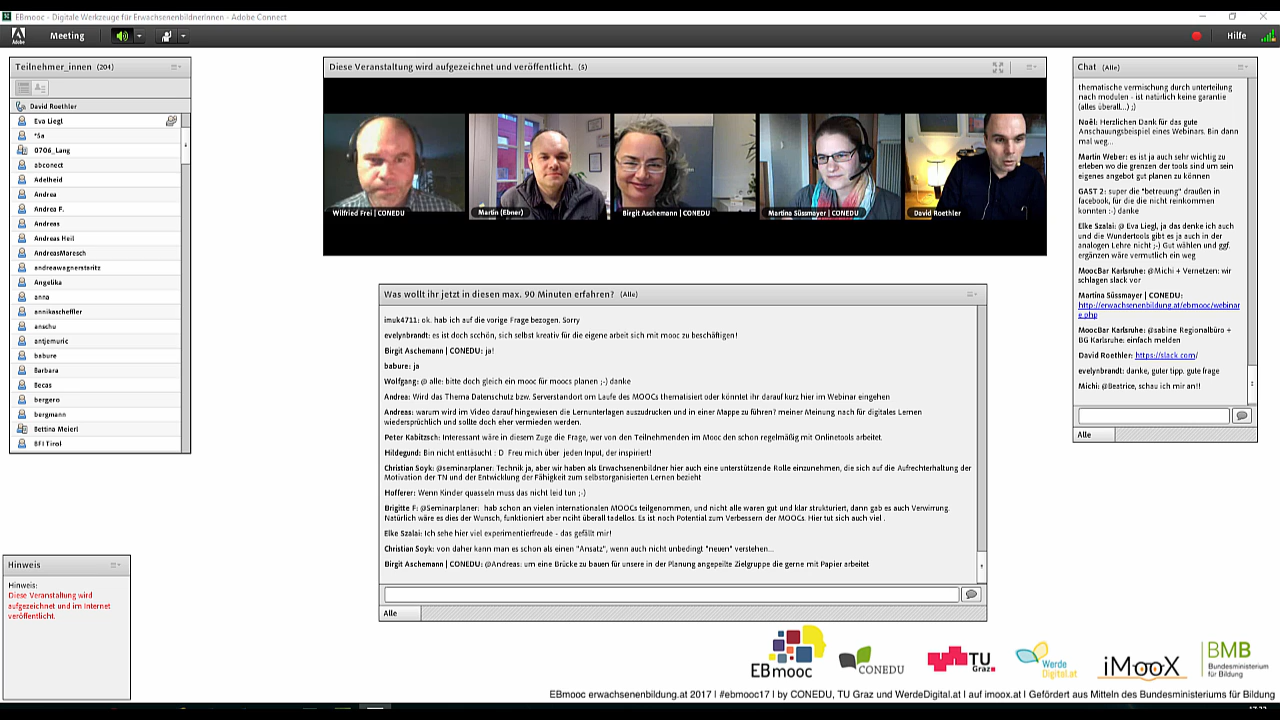 EBmooc - Digitale Werkzeuge für ErwachsenenbildnerInnen - Adobe Connect
Adobe
Meeting
Hilfe
Teilnehmer_innen (204)
David Roethler
Eva Liegl
*Sa
0706_Lang
abconect
Adelheid
Andrea
Andrea F.
Andreas
Andreas Heil
AndreasMaresch
andreawagnerstaritz
Angelika
anna
annikascheffler
anschu
antjemuric
babure
Barbara
Becas
bergero
bergmann
Bettina Meierl
BFI Tirol
Diese Veranstaltung wird aufgezeichnet und veröffentlicht. (5)
Wilfried Frei | CONEDU
Martin (Ebner)
Birgit Aschemann | CONEDU
Martina Süssmayer | CONEDU
David Roethler
Was wollt ihr jetzt in diesen max. 90 Minuten erfahren? (Alle)
imuk4711: ok. hab ich auf die vorige Frage bezogen. Sorry
evelynbrandt: es ist doch scchön, sich selbst kreativ für die eigene arbeit sich mit mooc zu beschäftigen!
Birgit Aschemann | CONEDU: ja!
babure: ja
Wolfgang: @ alle: bitte doch gleich ein mooc für moocs planen ;-) danke
Andrea: Wird das Thema Datenschutz bzw. Serverstandort om Laufe des MOOCs thematisiert oder könntet ihr darauf kurz hier im Webinar eingehen
Andreas: warum wird im Video darauf hingewiesen die Lernunterlagen auszudrucken und in einer Mappe zu führen? meiner Meinung nach für digitales Lernen
wiedersprühlich und sollte doch eher vermieden werden.
Peter Kabitzsch: Interessant wäre in diesem Zuge die Frage, wer von den Teilnehmenden im Mooc den schon regelmäßig mit Onlinetools arbeitet.
Hildegund: Bin nicht enttäuscht : D Freu mich über jeden Input, der inspiriert!
Christian Soyk: @seminarplaner: Technik ja, aber wir haben als Erwachsenenbildner hier auch eine unterstützende Rolle einzunehmen, die sich auf die Aufrechterhaltung der
Motivation der TN und der Entwicklung der Fähigkeit zum selbstorganisierten Lernen bezieht
Hofferer: Wenn Kinder quasseln muss das nicht leid tun ;-)
Brigitte F: @Seminarplaner: hab schon an vielen internationalen MOOCs teilgenommen, und nicht alle waren gut und klar strukturiert, dann gab es auch Verwirrung.
Natürlich wäre es dies der Wunsch, funktioniert aber nciht überall tadellos. Es ist noch Potential zum Verbessern der MOOCs. Hier tut sich auch viel .
Elke Szalai: Ich sehe hier viel experimentierfreude - das gefällt mir!
Christian Soyk: von daher kann man es schon als einen "Ansatz", wenn auch nicht unbedingt "neuen" verstehen...
Birgit Aschemann | CONEDU: @Andreas: um eine Brücke zu bauen für unsere in der Planung angepeilte Zielgruppe die gerne mit Papier arbeitet
Alle
Chat (Alle)
thematische vermischung durch unterteilung
nach modulen - ist natürlich keine garantie
(alles überall...) ;)
Noël: Herzlichen Dank für das gute
Anschauungsbeispiel eines Webinars. Bin dann
mal weg...
Martin Weber: es ist ja auch sehr wichtig zu
erleben wo die grenzen der tools sind um sein
eigenes angebot gut planen zu können
GAST 2: super die "betreuung" draußen in
facebook, für die die nicht reinkommen
konnten :-) danke
Elke Szalai: @ Eva Liegl, ja das denke ich auch
und die Wundertools gibt es ja auch in der
analogen Lehre nicht ;-) Gut wählen und ggf.
ergänzen wäre vermutlich ein weg
MoocBar Karlsruhe: @Michi + Vernetzen: wir
schlagen slack vor
Martina Süssmayer | CONEDU:
http://erwachsenenbildung.at/ebmooc/webinar
e.php
MoocBar Karlsruhe: @sabine Regionalbüro +
BG Karlsruhe: einfach melden
David Roethler: https://slack.com/
evelynbrandt: danke, guter tipp. gute frage
Michi: @Beatrice, schau ich mir an!!
Alle
Hinweis
Hinweis:
Diese Veranstaltung wird
aufgezeichnet und im Internet
veröffentlicht.
EBmooc
CONEDU
TU
Graz
Werde
Digital.at
iMooX
BMB
Bundesministerium
für Bildung
EBmooc erwachsenenbildung.at 2017 I #ebmooc17 I by CONEDU, TU Graz und WerdeDigital.at I auf imoox.at I Gefördert aus Mitteln des Bundesministeriums für Bildung